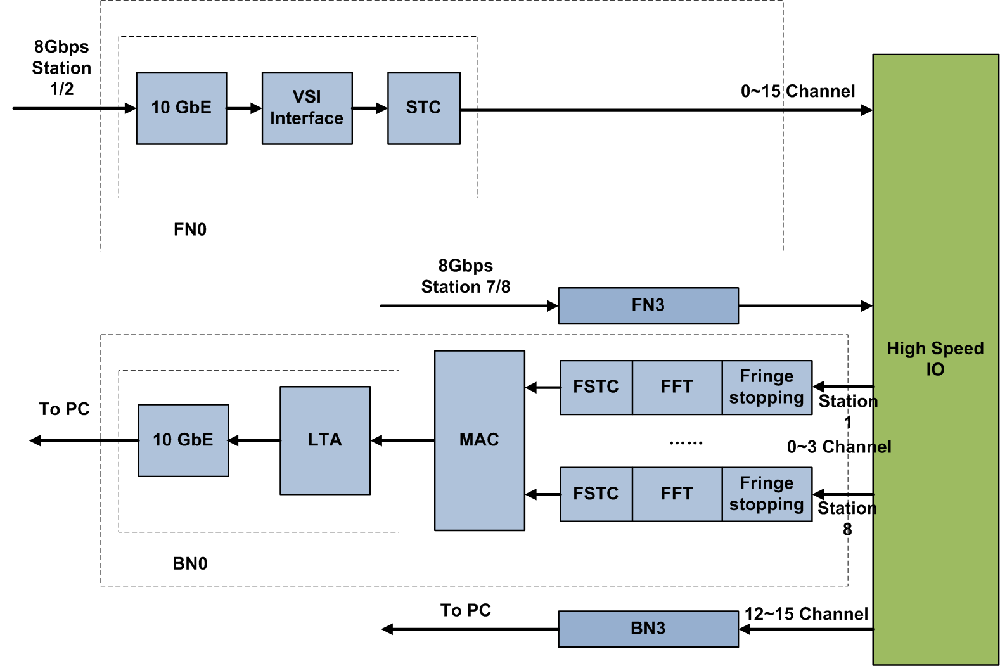 8Gbps
Station
1/2
10 GbE
VSI
Interface
STC
0~15 Channel
FN0
8Gbps
Station 7/8
FN3
High Speed
IO
To PC
10 GbE
LTA
MAC
FSTC
FFT
Fringe
stopping
Station
1
......
0~3 Channel
FSTC
FFT
Fringe
stopping
Station
8
BN0
To PC
BN3
12~15 Channel